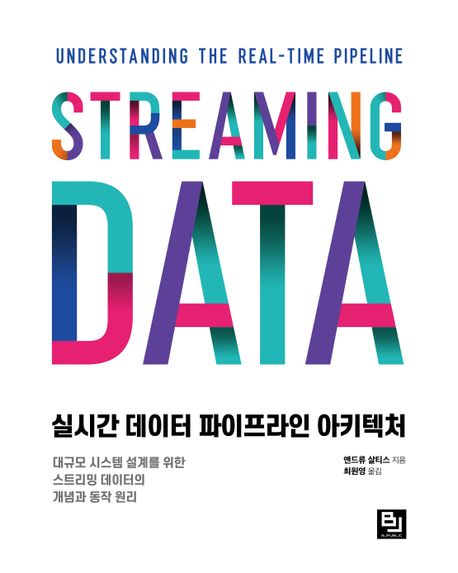 UNDERSTANDING THE REAL-TIME PIPELINE
STREAMING
DATA
실시간 데이터 파이프라인 아키텍처
대규모 시스템 설계를 위한
스트리밍 데이터의
개념과 동작 원리
앤드류 살티스 지음
최원영 옮김
BJ
BJPUBLIC